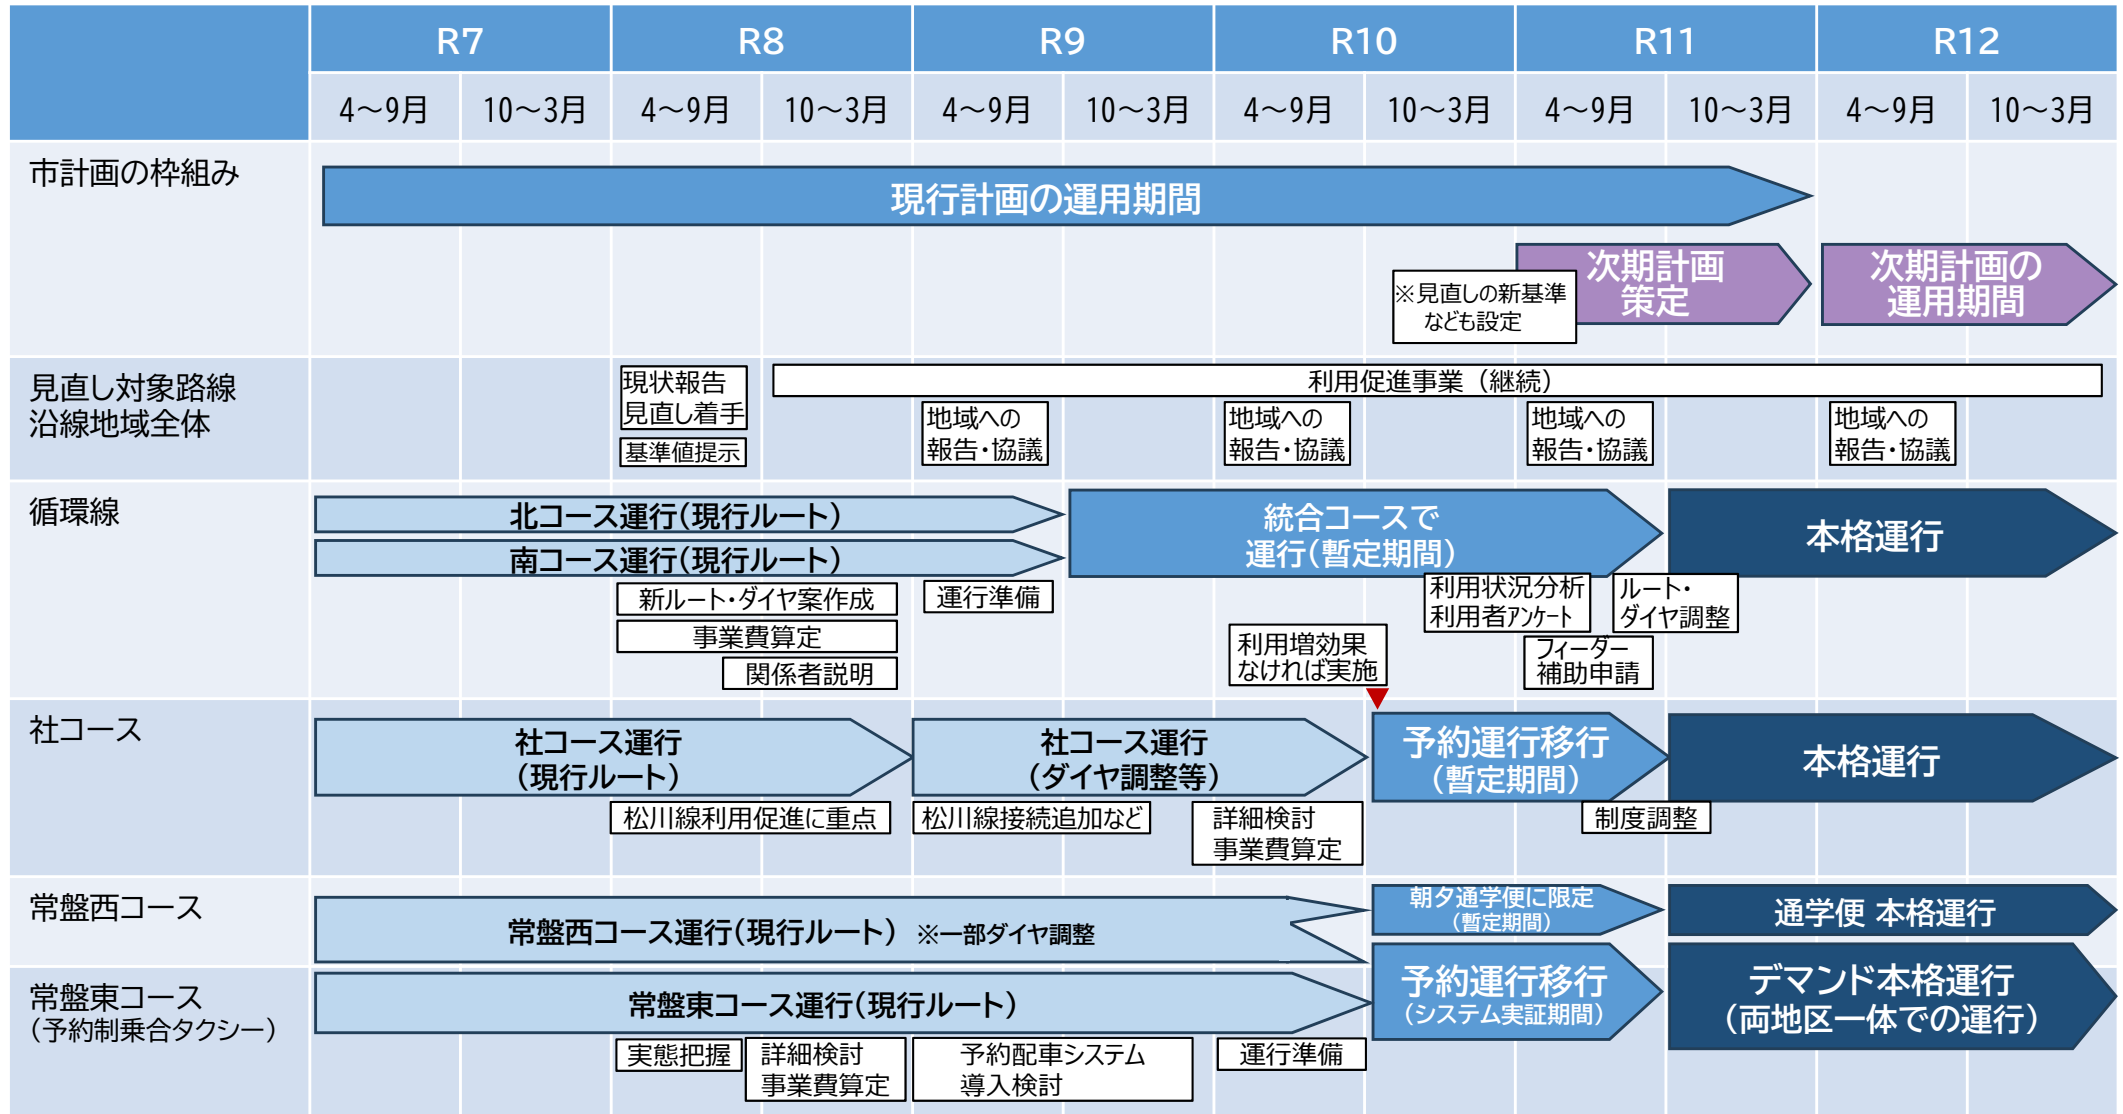 R7
R8
R9
R10
R11
R12
4～9月
10～3月
4～9月
10～3月
4～9月
10～3月
4～9月
10～3月
4～9月
10～3月
4～9月
10～3月
市計画の枠組み
現行計画の運用期間
次期計画
策定
※見直しの新基準
なども設定
次期計画の
運用期間
見直し対象路線
沿線地域全体
現状報告
見直し着手
基準値提示
利用促進事業（継続）
地域への
報告・協議
地域への
報告・協議
地域への
報告・協議
地域への
報告・協議
循環線
北コース運行（現行ルート）
南コース運行（現行ルート）
統合コースで
運行（暫定期間）
本格運行
新ルート・ダイヤ案作成
事業費算定
関係者説明
運行準備
利用増効果
なければ実施
利用状況分析
利用者アンケート
フィーダー
補助申請
ルート・
ダイヤ調整
社コース
社コース運行
（現行ルート）
社コース運行
（ダイヤ調整等）
予約運行移行
（暫定期間）
本格運行
松川線利用促進に重点
松川線接続追加など
詳細検討
事業費算定
制度調整
常盤西コース
常盤西コース運行（現行ルート） ※一部ダイヤ調整
朝夕通学便に限定
（暫定期間）
通学便 本格運行
常盤東コース
（予約制乗合タクシー）
常盤東コース運行（現行ルート）
予約運行移行
（システム実証期間）
デマンド本格運行
（両地区一体での運行）
実態把握
詳細検討
事業費算定
予約配車システム
導入検討
運行準備